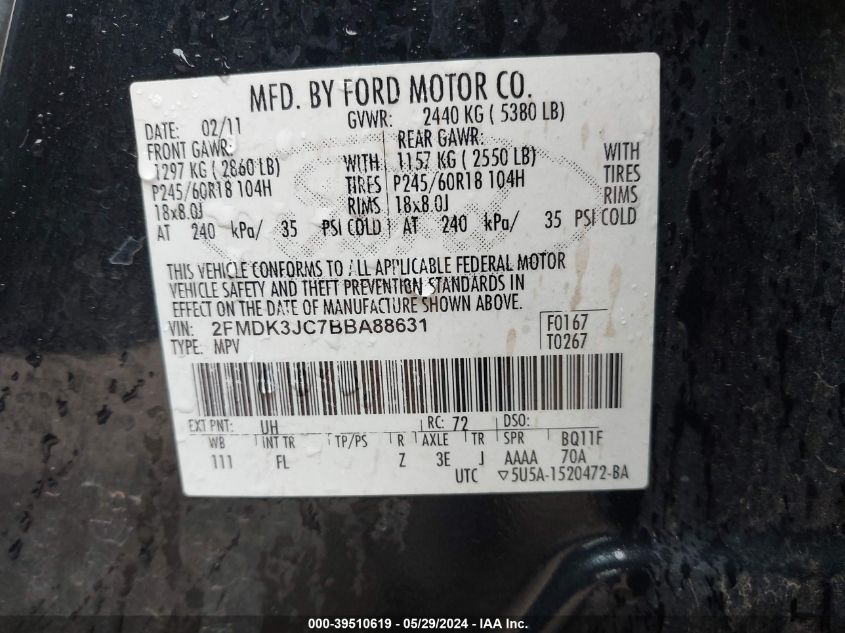 MFD. BY FORD MOTOR CO.
DATE: 02/11 GVWR: 2440 KG ( 5380 LB)
FRONT GAWR: REAR GAWR:
1297 KG ( 2860 LB) WITH 1157 KG ( 2550 LB) WITH
P245/60R18 104H TIRES P245/60R18 104H TIRES
18x8.0J RIMS 18x8.0J RIMS
AT 240 kPa/ 35 PSI COLD AT 240 kPa/ 35 PSI COLD
THIS VEHICLE CONFORMS TO ALL APPLICABLE FEDERAL MOTOR
VEHICLE SAFETY AND THEFT PREVENTION STANDARDS IN
EFFECT ON THE DATE OF MANUFACTURE SHOWN ABOVE.
VIN: 2FMDK3JC7BBA88631 F0167
TYPE: MPV T0267
EXT PNT: UH RC: 72 DSO:
WB INT TR TP/PS R AXLE TR SPR BQ11F
111 FL Z 3E J AAAA 70A
UTC ▽5U5A-1520472-BA
000-39510619 - 05/29/2024 - IAA Inc.